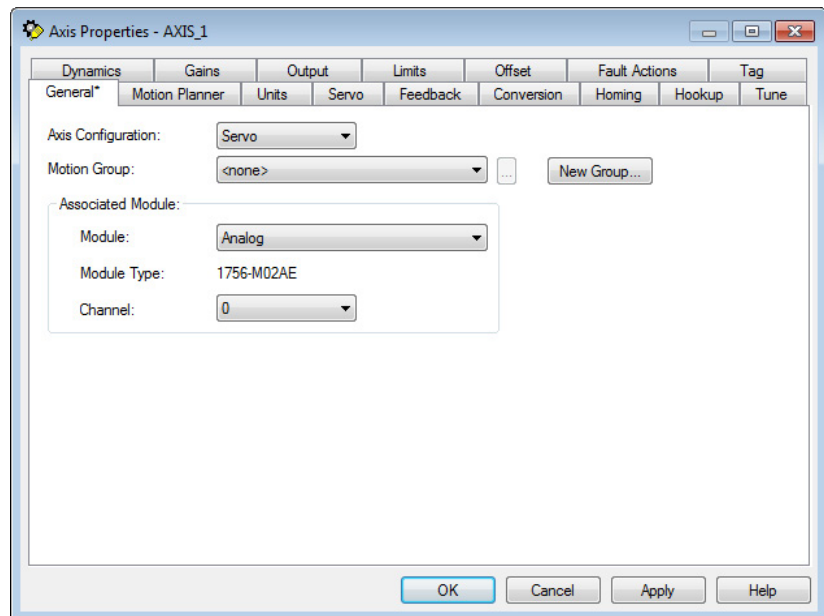 Axis Properties - AXIS_1
Dynamics Gains Output Limits Offset Fault Actions Tag
General* Motion Planner Units Servo Feedback Conversion Homing Hookup Tune
Axis Configuration: Servo
Motion Group: <none> ... New Group...
Associated Module:
Module: Analog
Module Type: 1756-M02AE
Channel: 0
OK Cancel Apply Help